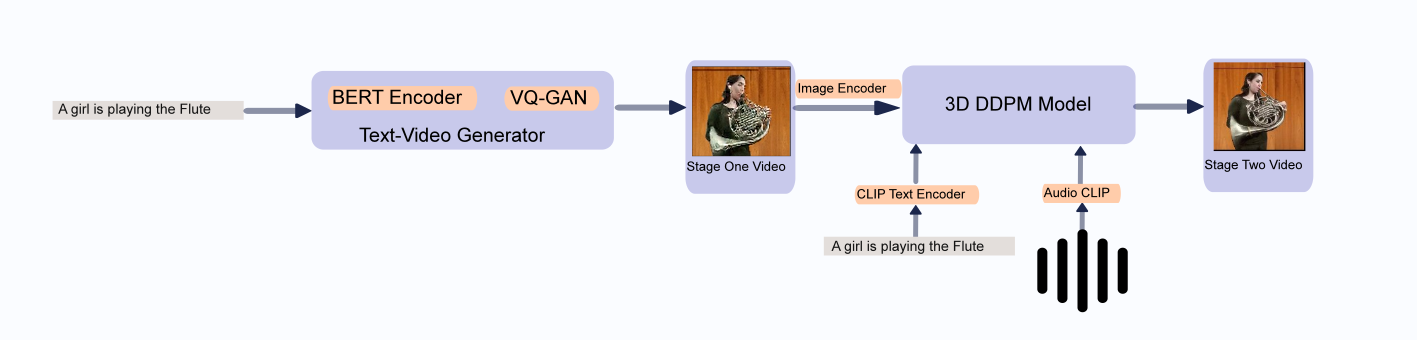 A girl is playing the Flute
BERT Encoder
VQ-GAN
Text-Video Generator
Stage One Video
Image Encoder
3D DDPM Model
CLIP Text Encoder
A girl is playing the Flute
Audio CLIP
Stage Two Video